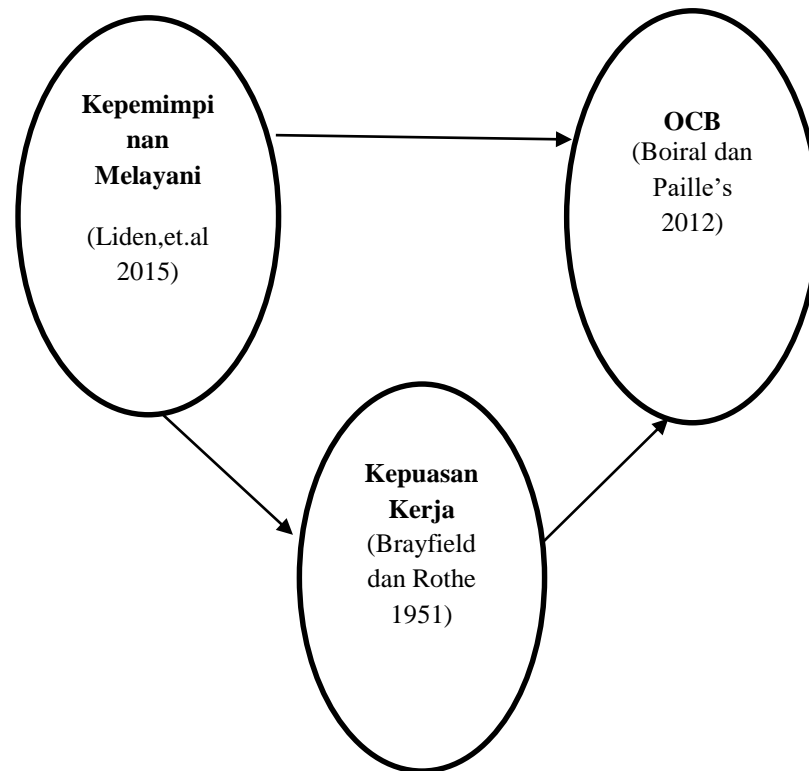 Kepemimpi
nan
Melayani
(Liden,et.al
2015)
OCB
(Boiral dan
Paille’s
2012)
Kepuasan
Kerja
(Brayfield
dan Rothe
1951)